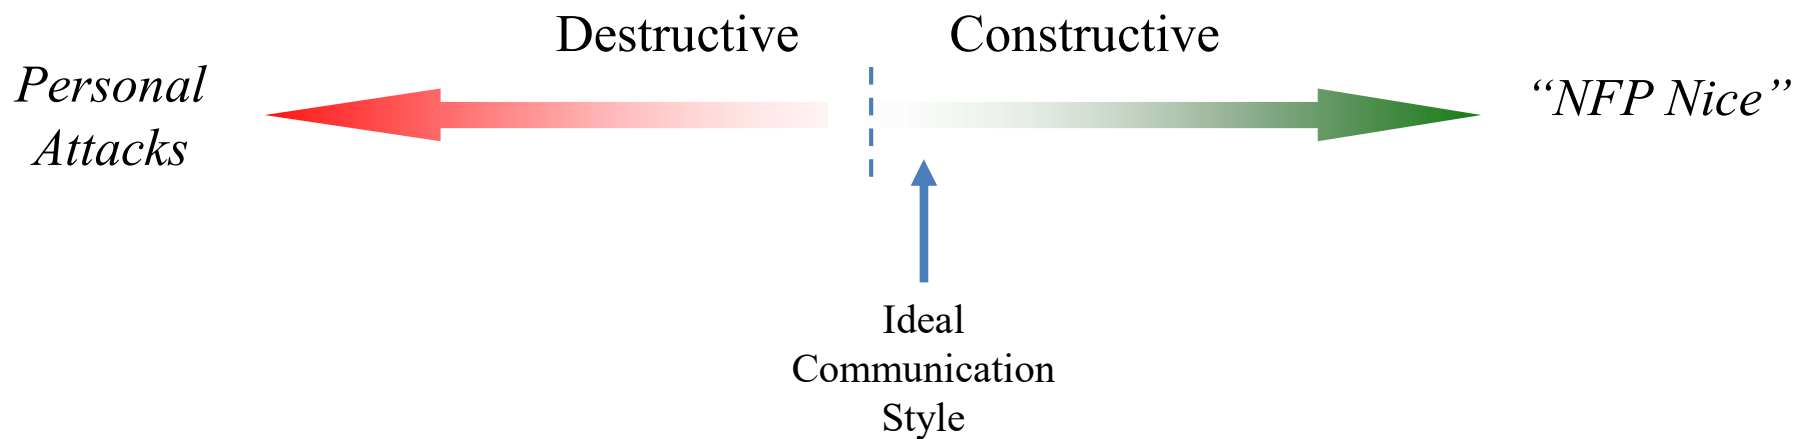 Destructive
Constructive
Personal
Attacks
“NFP Nice”
Ideal
Communication
Style